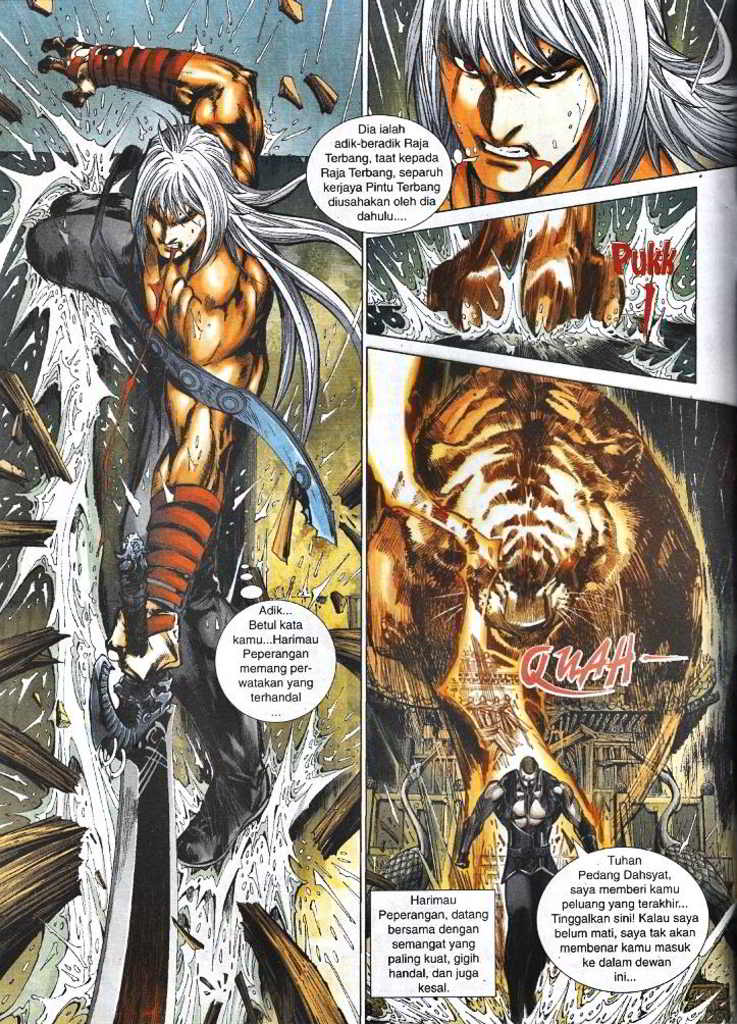 Dia ialah
adik-beradik Raja
Terbang, taat kepada
Raja Terbang, separuh
kerjaya Pintu Terbang
diusahakan oleh dia
dahulu....
Pukk
!
Adik...
Betul kata
kamu...Harimau
Peperangan
memang per-
watakan yang
terhandal
...
QUAH—
Harimau
Peperangan, datang
bersama dengan
semangat yang
paling kuat, gigih
handal, dan juga
kesal.
Tuhan
Pedang Dahsyat,
saya memberi kamu
peluang yang terakhir...
Tinggalkan sini! Kalau saya
belum mati, saya tak akan
membenar kamu masuk
ke dalam dewan
ini...